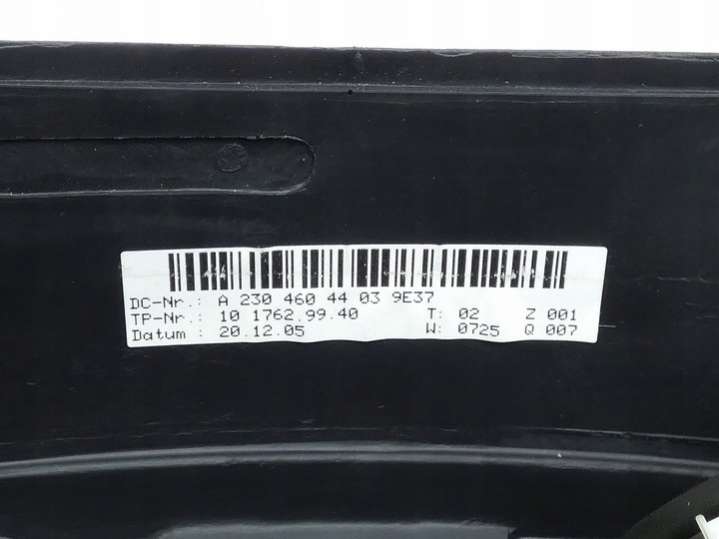 DC-Nr.: A 230 460 44 03 9E37
TP-Nr.: 10 1762.99.40 T: 02 Z 001
Datum : 20.12.05 W: 0725 Q 007